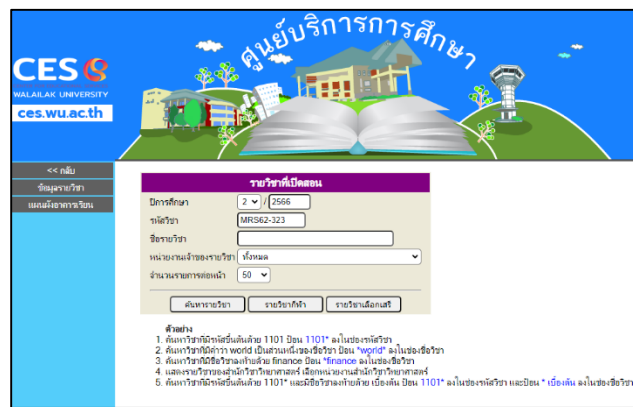 ศูนย์บริการการศึกษา
CES
WALAILAK UNIVERSITY
ces.wu.ac.th
<< กลับ
ข้อมูลรายวิชา
แผนผังอาคารเรียน
รายวิชาที่เปิดสอน
ปีการศึกษา 2 / 2566
รหัสวิชา MRS62-323
ชื่อรายวิชา
หน่วยงานเจ้าของรายวิชา ทั้งหมด
จำนวนรายการต่อหน้า 50
ค้นหารายวิชา รายวิชากีฬา รายวิชาเลือกเสรี
ตัวอย่าง
1. ค้นหาวิชาที่มีรหัสขึ้นต้นด้วย 1101 ป้อน 1101* ลงในช่องรหัสวิชา
2. ค้นหาวิชาที่มีคำว่า world เป็นส่วนหนึ่งของชื่อวิชา ป้อน *world* ลงในช่องชื่อวิชา
3. ค้นหาวิชาที่มีชื่อวิชาลงท้ายด้วย finance ป้อน *finance ลงในช่องชื่อวิชา
4. แสดงรายวิชาของสำนักวิชาวิทยาศาสตร์ เลือกหน่วยงานสำนักวิชาวิทยาศาสตร์
5. ค้นหาวิชาที่มีรหัสขึ้นต้นด้วย 1101* และมีชื่อวิชาลงท้ายด้วย เบื้องต้น ป้อน 1101* ลงในช่องรหัสวิชา และป้อน * เบื้องต้น ลงในช่องชื่อวิชา